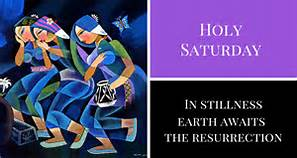 Holy
Saturday
In stillness
earth awaits
the resurrection